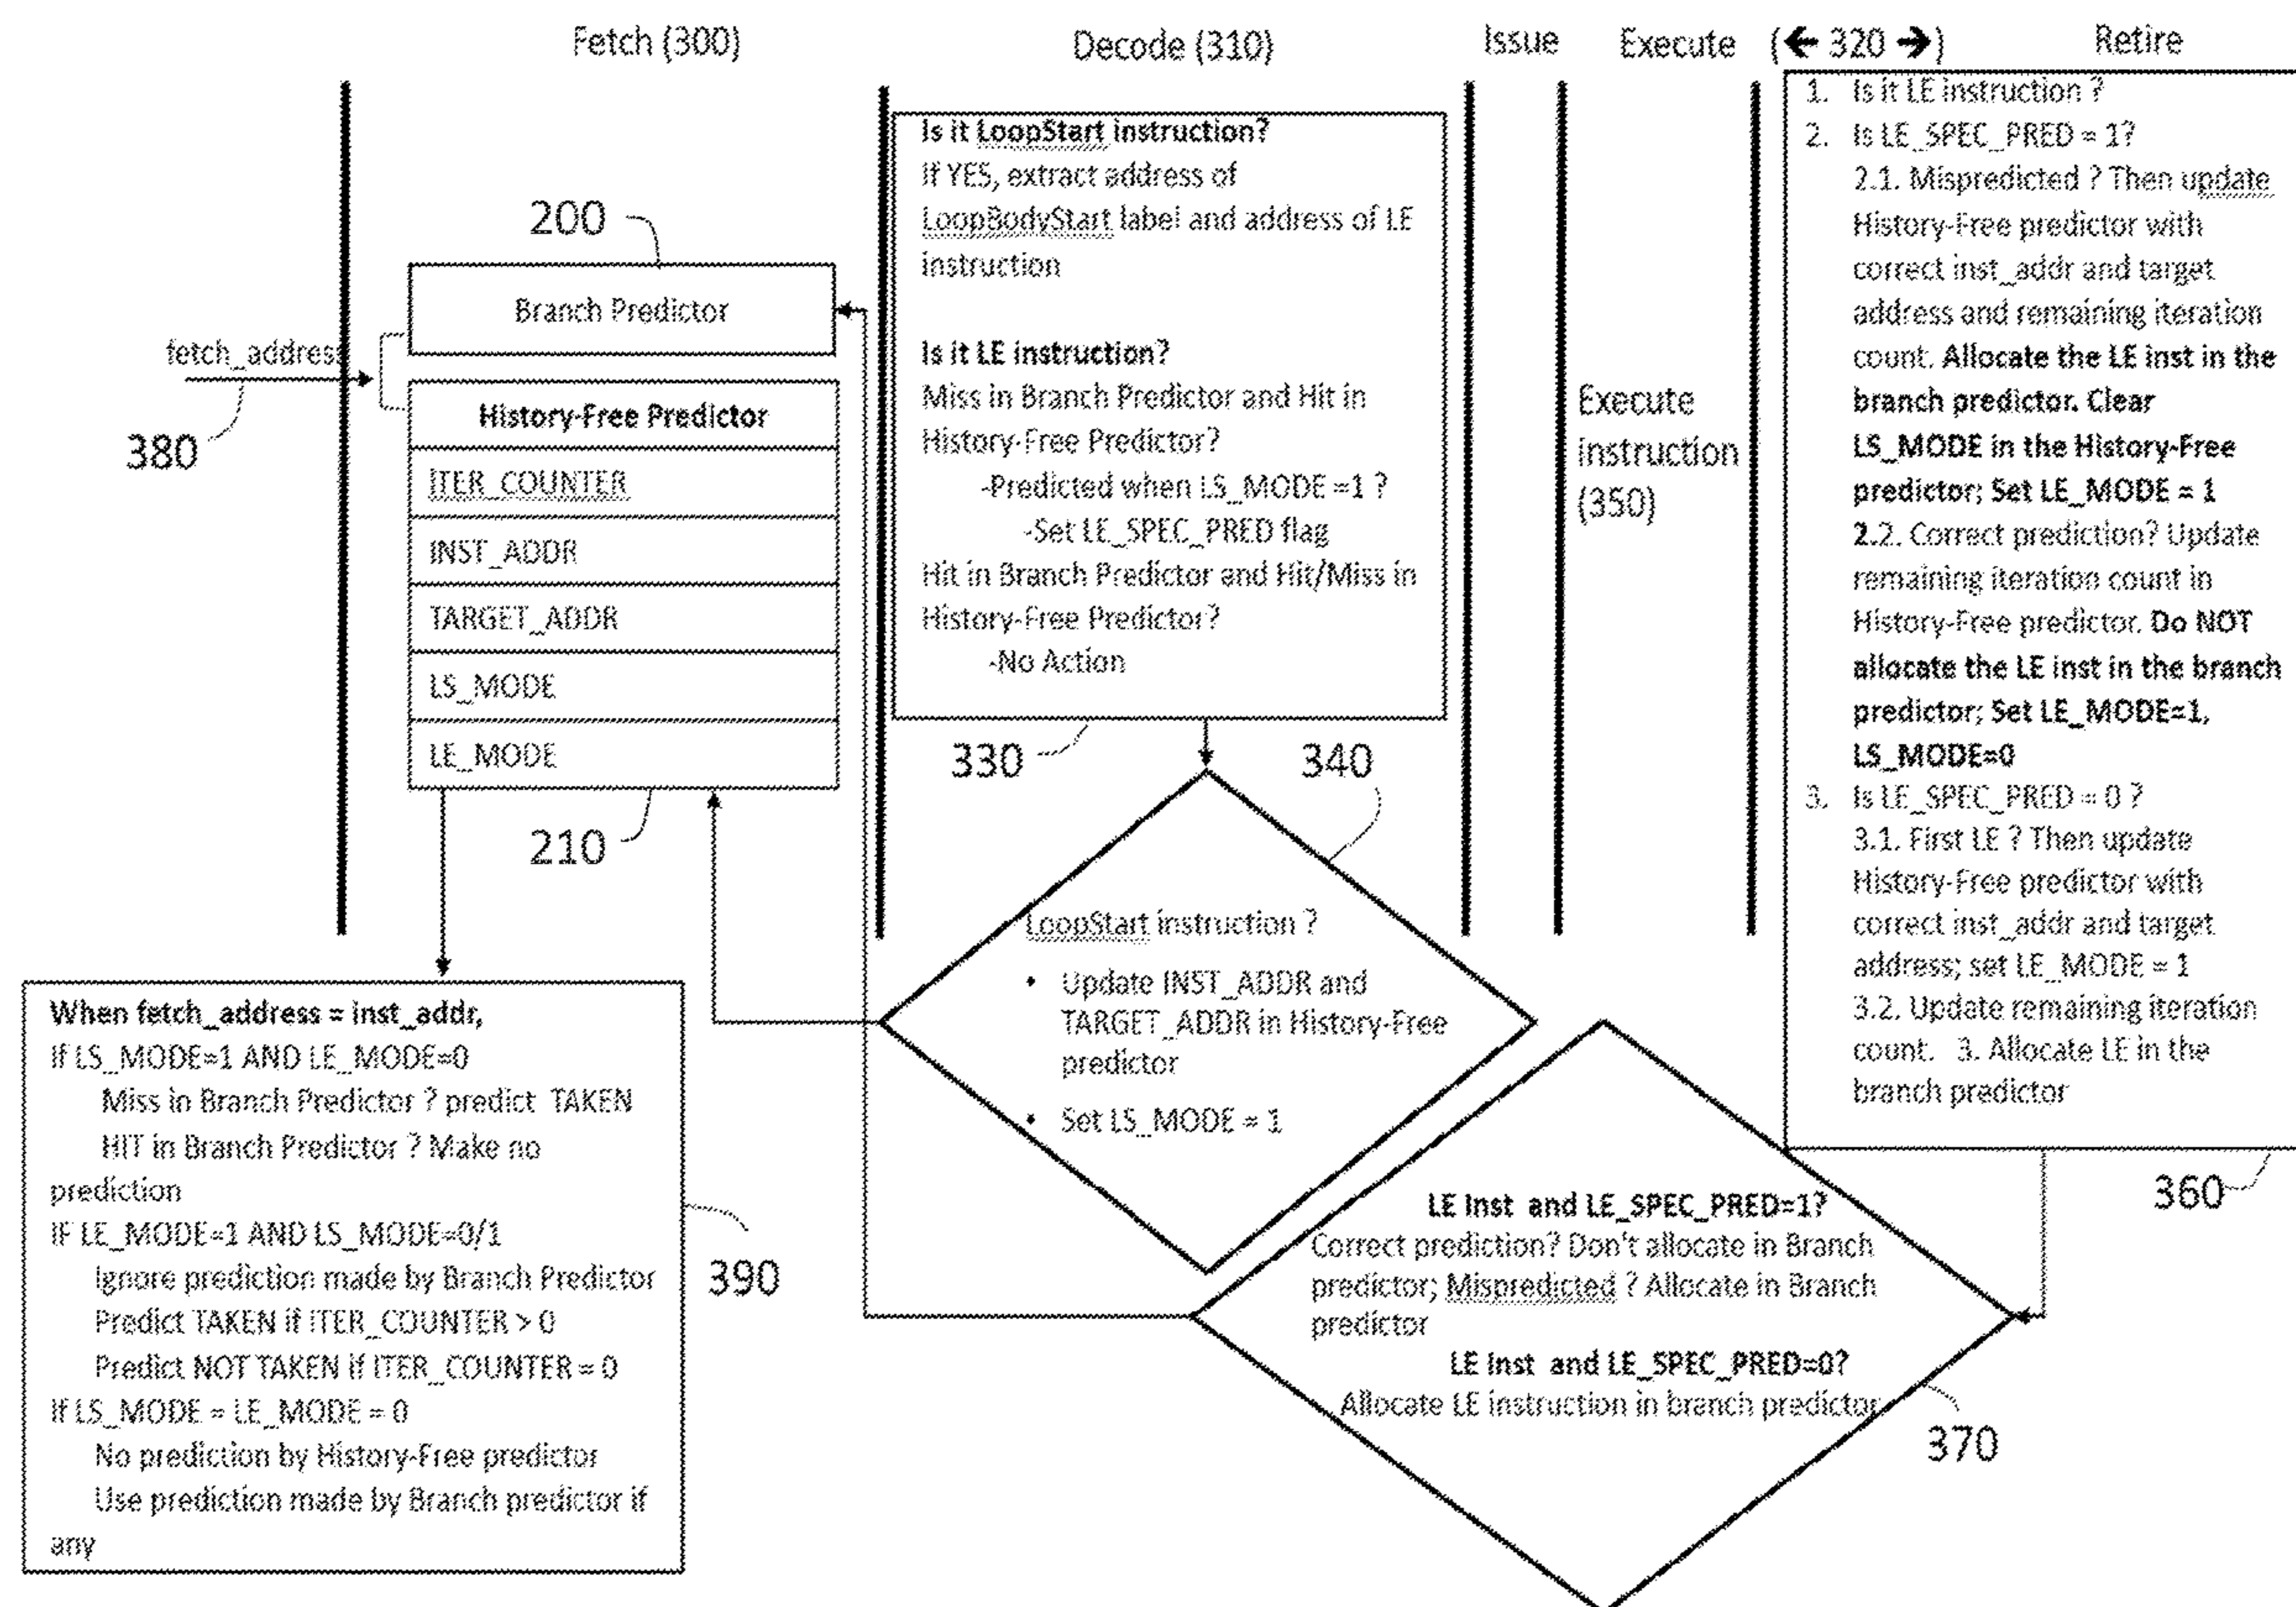 Fetch (300)
Decode (310)
Issue
Execute
(← 320 →)
Retire
200
Branch Predictor
fetch_address
380
History-Free Predictor
ITER_COUNTER
INST_ADDR
TARGET_ADDR
LS_MODE
LE_MODE
210
When fetch_address = inst_addr,
If LS_MODE=1 AND LE_MODE=0
Miss in Branch Predictor ? predict TAKEN
HIT in Branch Predictor ? Make no
prediction
IF LE_MODE=1 AND LS_MODE=0/1
Ignore prediction made by Branch Predictor
Predict TAKEN if ITER_COUNTER > 0
Predict NOT TAKEN if ITER_COUNTER = 0
If LS_MODE = LE_MODE = 0
No prediction by History-Free predictor
Use prediction made by Branch predictor if
any
390
Is it LoopStart instruction?
If YES, extract address of
LoopBodyStart label and address of LE
instruction
Is it LE instruction?
Miss in Branch Predictor and Hit in
History-Free Predictor?
-Predicted when LS_MODE =1 ?
-Set LE_SPEC_PRED flag
Hit in Branch Predictor and Hit/Miss in
History-Free Predictor?
-No Action
330
340
LoopStart instruction ?
• Update INST_ADDR and
TARGET_ADDR in History-Free
predictor
• Set LS_MODE = 1
Execute
instruction
(350)
1. Is it LE instruction ?
2. Is LE_SPEC_PRED = 1?
2.1. Mispredicted ? Then update
History-Free predictor with
correct inst_addr and target
address and remaining iteration
count. Allocate the LE inst in the
branch predictor. Clear
LS_MODE in the History-Free
predictor; Set LE_MODE = 1
2.2. Correct prediction? Update
remaining iteration count in
History-Free predictor. Do NOT
allocate the LE inst in the branch
predictor; Set LE_MODE=1,
LS_MODE=0
3. Is LE_SPEC_PRED = 0 ?
3.1. First LE ? Then update
History-Free predictor with
correct inst_addr and target
address; set LE_MODE = 1
3.2. Update remaining iteration
count. 3. Allocate LE in the
branch predictor
360
LE Inst and LE_SPEC_PRED=1?
Correct prediction? Don't allocate in Branch
predictor; Mispredicted ? Allocate in Branch
predictor
LE Inst and LE_SPEC_PRED=0?
Allocate LE instruction in branch predictor
370